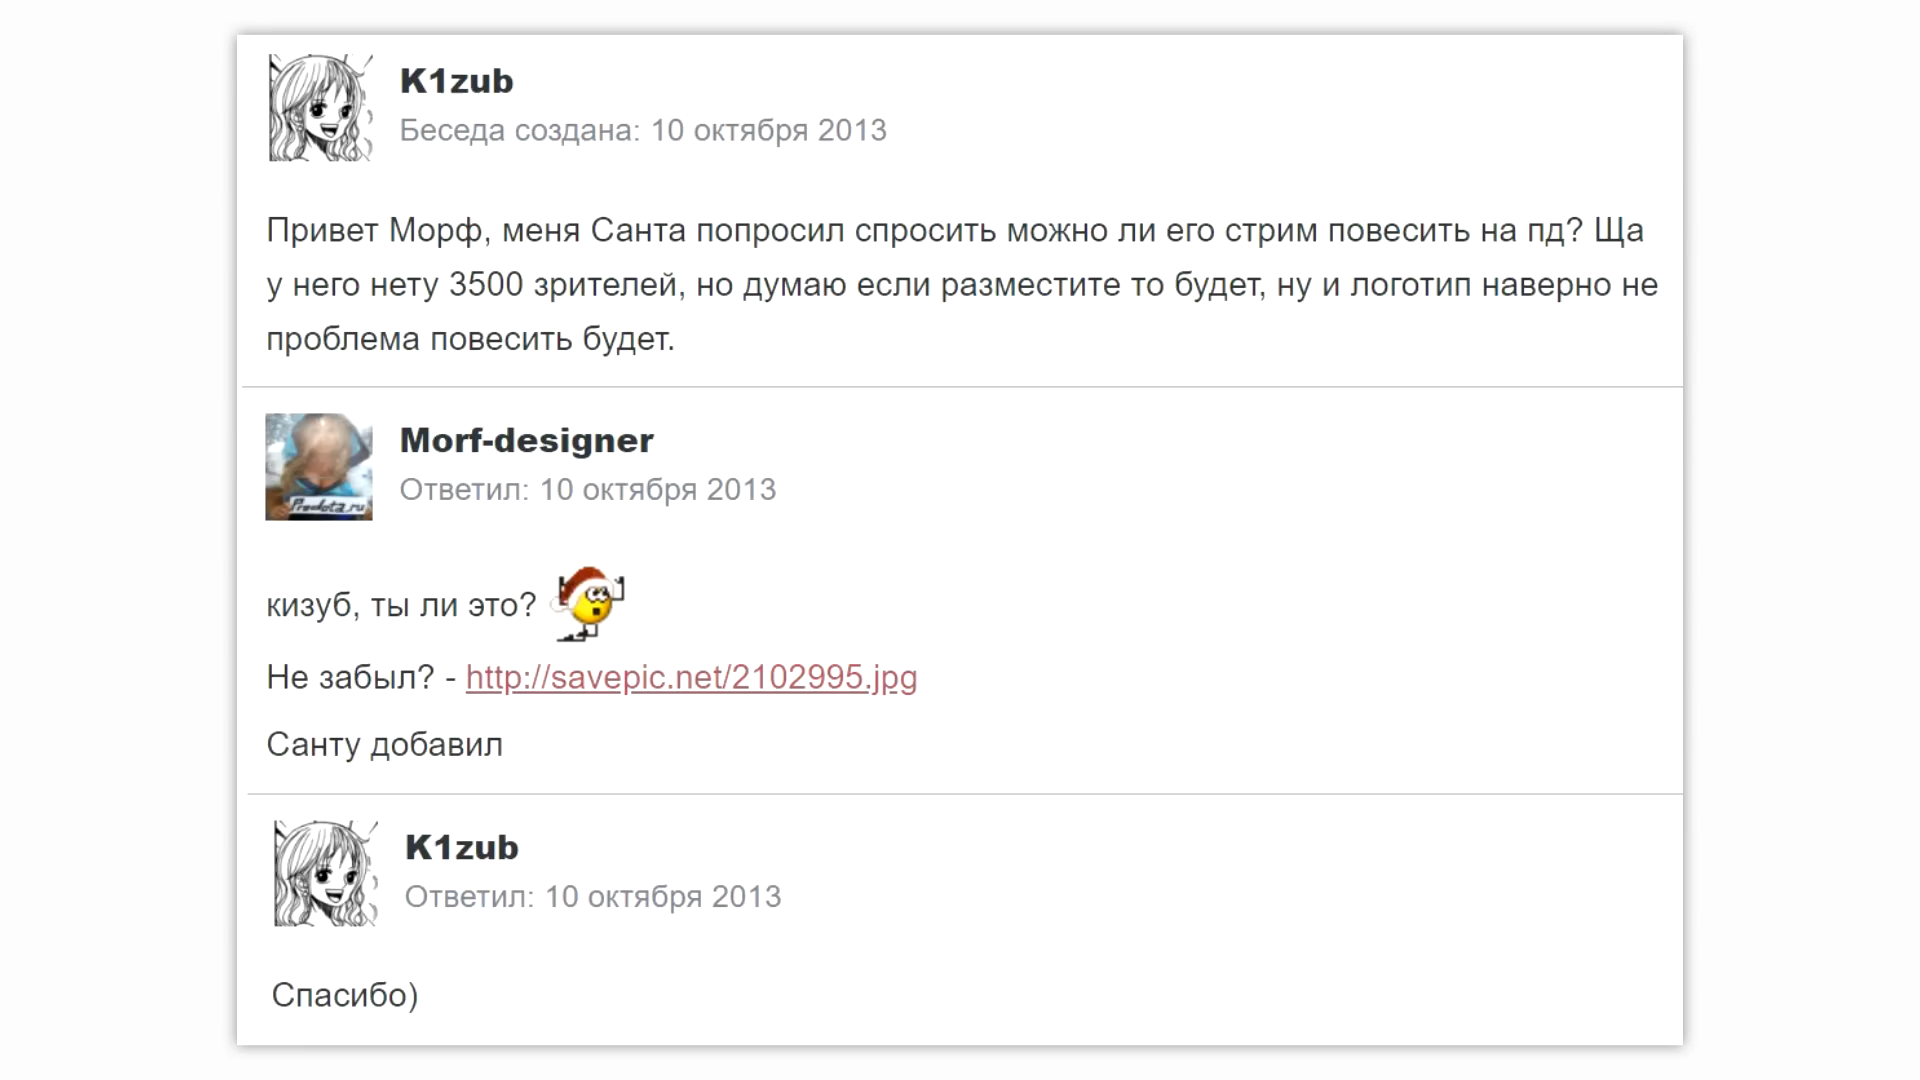 K1zub
Беседа создана: 10 октября 2013
Привет Морф, меня Санта попросил спросить можно ли его стрим повесить на пд? Ща
у него нету 3500 зрителей, но думаю если разместите то будет, ну и логотип наверно не
проблема повесить будет.
Morf-designer
Ответил: 10 октября 2013
Predota.ru
кизуб, ты ли это?
Не забыл? - http://savepic.net/2102995.jpg
Санту добавил
K1zub
Ответил: 10 октября 2013
Спасибо)